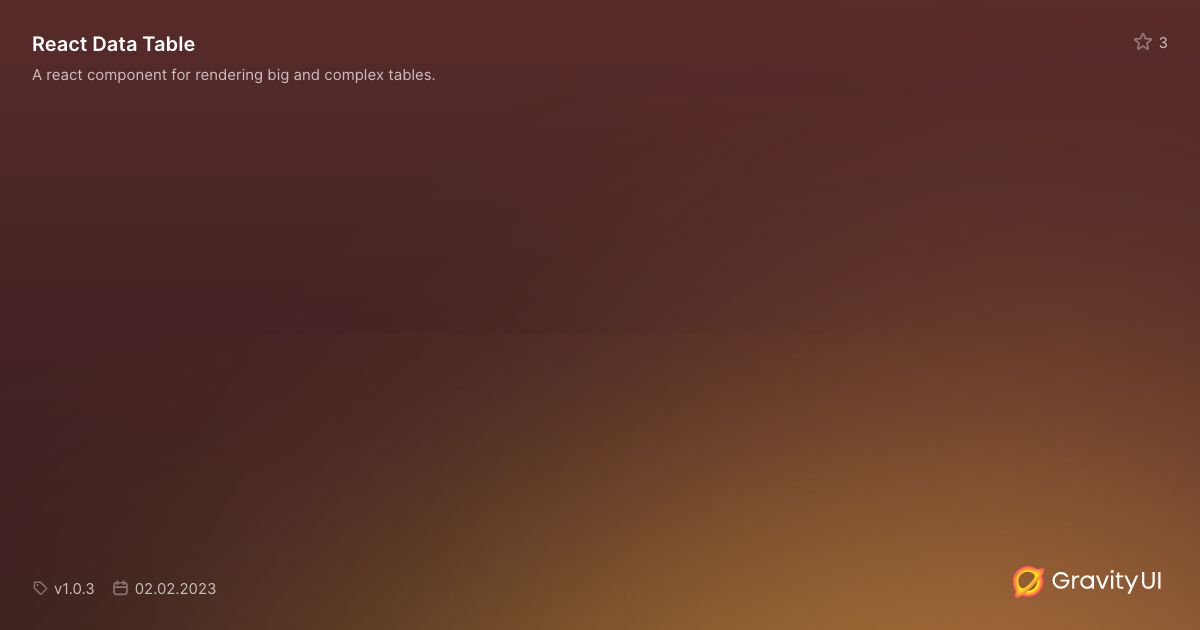 React Data Table
3
A react component for rendering big and complex tables.
v1.0.3 02.02.2023
Gravity UI